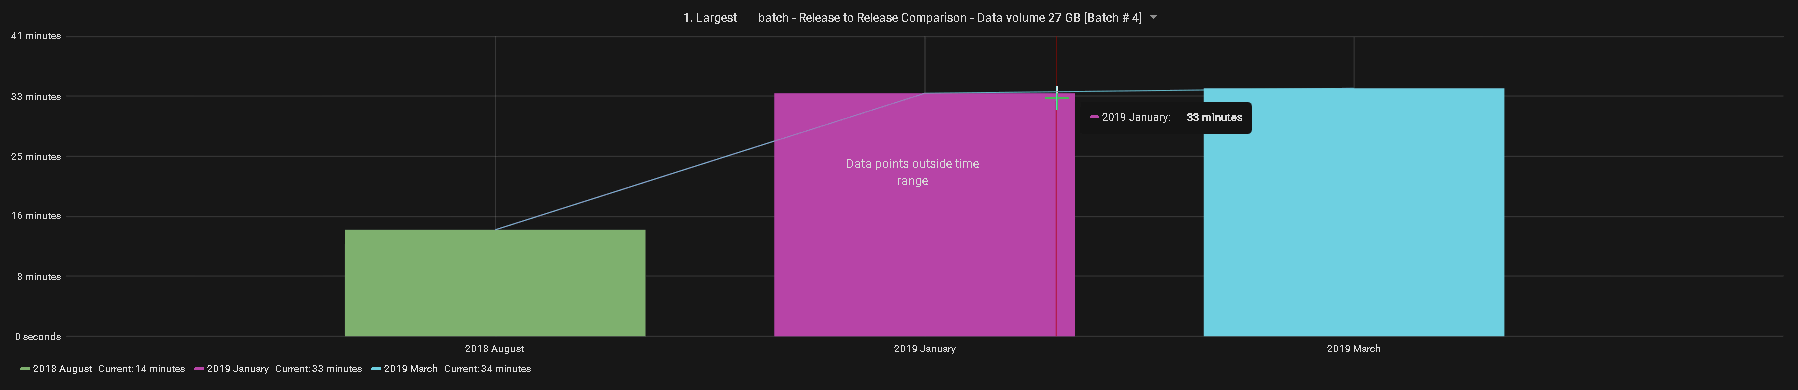 1. Largest batch - Release to Release Comparison - Data volume 27 GB [Batch # 4]
41 minutes
33 minutes
25 minutes
16 minutes
8 minutes
0 seconds
2019 January: 33 minutes
Data points outside time
range
2018 August
2019 January
2019 March
2018 August Current: 14 minutes 2019 January Current: 33 minutes 2019 March Current: 34 minutes